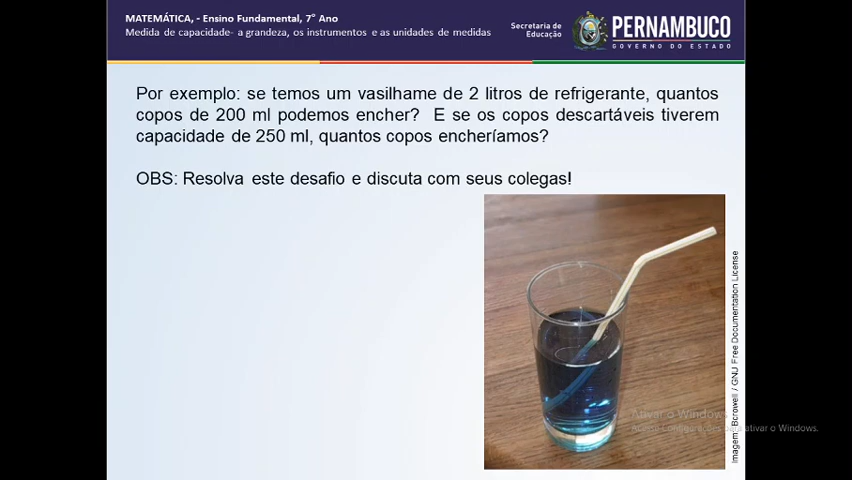 MATEMÁTICA, - Ensino Fundamental, 7º Ano
Medida de capacidade- a grandeza, os instrumentos e as unidades de medidas
Secretaria de
Educação
PERNAMBUCO
GOVERNO DO ESTADO
Por exemplo: se temos um vasilhame de 2 litros de refrigerante, quantos
copos de 200 ml podemos encher? E se os copos descartáveis tiverem
capacidade de 250 ml, quantos copos encheríamos?
OBS: Resolva este desafio e discuta com seus colegas!
Ativar o Windows
ativar o Windows.
Imagem: Bcrowell / GNU Free Documentation License